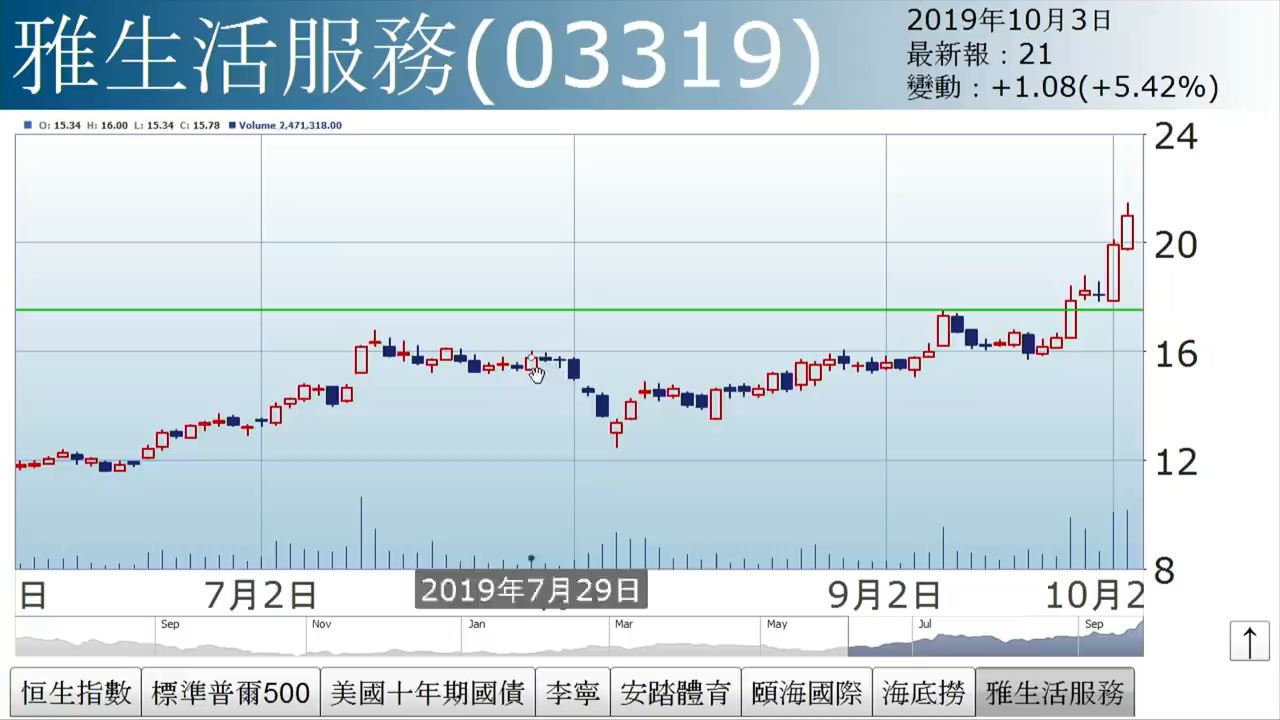 雅生活服務(03319)
2019年10月3日
最新報：21
變動：+1.08(+5.42%)
O: 15.34 H: 16.00 L: 15.34 C: 15.78 Volume 2,471,318.00
24
20
16
12
8
日 7月2日 2019年7月29日 9月2日 10月2
Sep Nov Jan Mar May Jul Sep
↑
恒生指數 標準普爾500 美國十年期國債 李寧 安踏體育 頤海國際 海底撈 雅生活服務